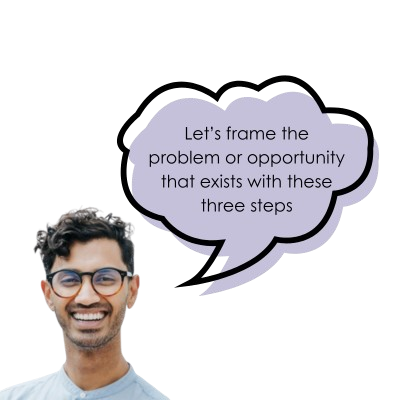 Let’s frame the
problem or opportunity
that exists with these
three steps